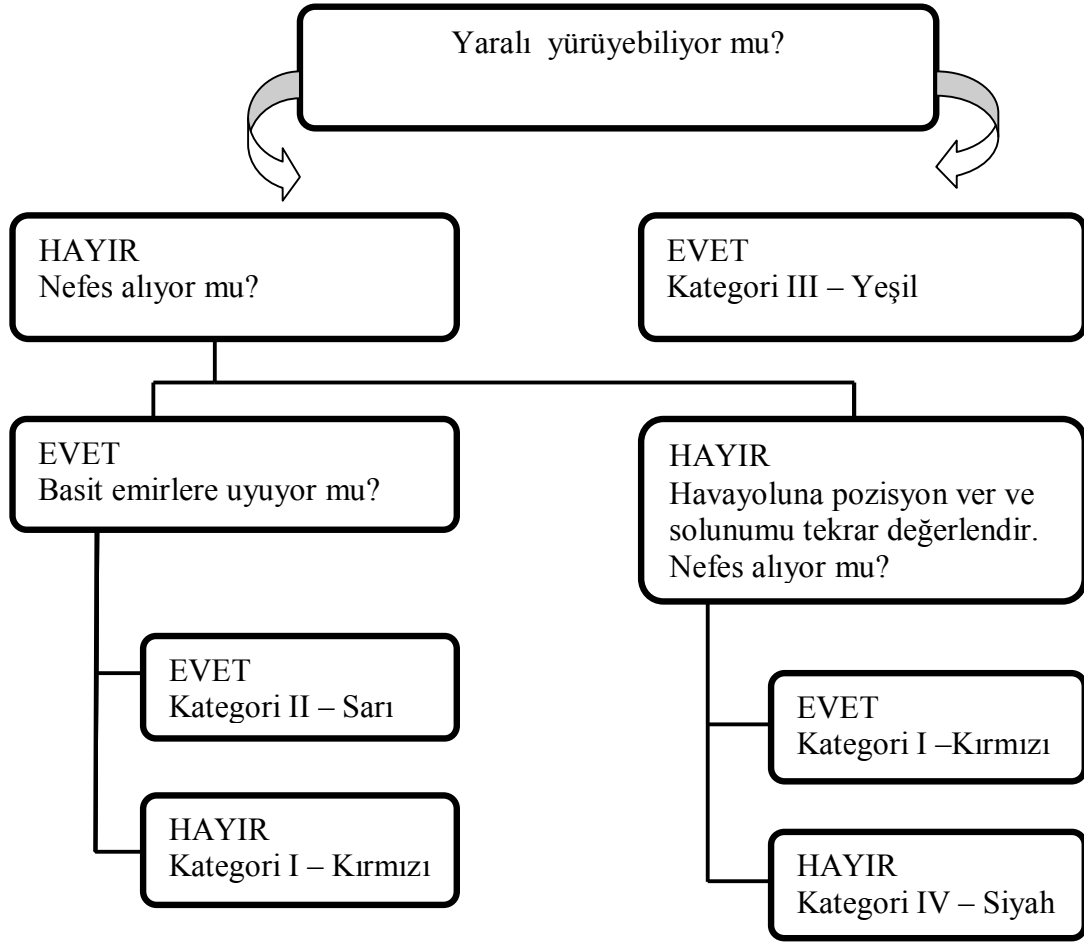 Yaralı yürüyebiliyor mu?
HAYIR
Nefes alıyor mu?
EVET
Kategori III – Yeşil
EVET
Basit emirlere uyuyor mu?
HAYIR
Havayoluna pozisyon ver ve
solunumu tekrar değerlendir.
Nefes alıyor mu?
EVET
Kategori II – Sarı
HAYIR
Kategori I – Kırmızı
EVET
Kategori I –Kırmızı
HAYIR
Kategori IV – Siyah